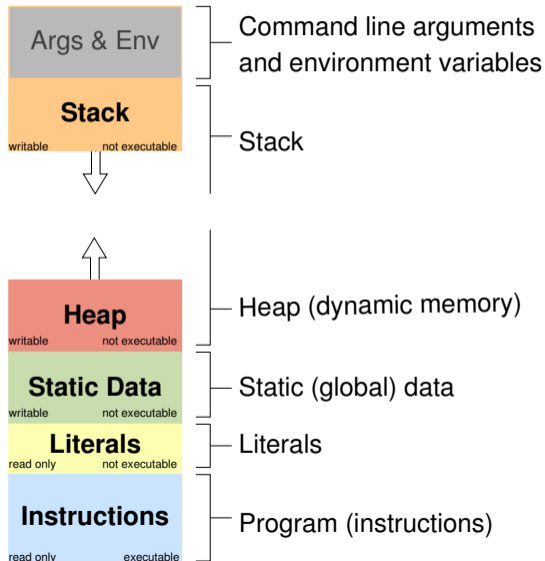 Args & Env
Command line arguments
and environment variables
Stack
writable not executable
Stack
Heap
writable not executable
Heap (dynamic memory)
Static Data
writable not executable
Static (global) data
Literals
read only not executable
Literals
Instructions
read only executable
Program (instructions)